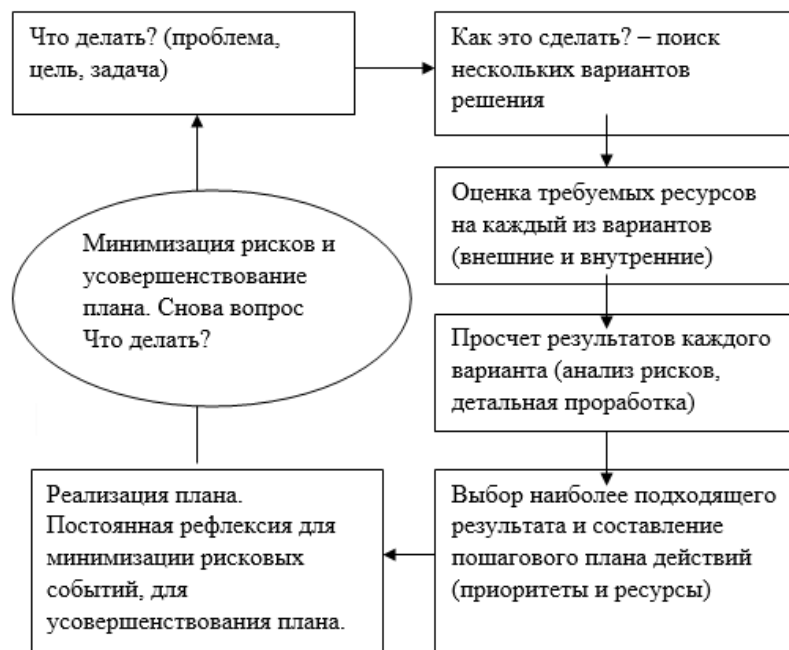 Что делать? (проблема,
цель, задача)
Как это сделать? – поиск
нескольких вариантов
решения
Оценка требуемых ресурсов
на каждый из вариантов
(внешние и внутренние)
Просчет результатов каждого
варианта (анализ рисков,
детальная проработка)
Выбор наиболее подходящего
результата и составление
пошагового плана действий
(приоритеты и ресурсы)
Реализация плана.
Постоянная рефлексия для
минимизации рисковых
событий, для
усовершенствования плана.
Минимизация рисков и
усовершенствование
плана. Снова вопрос
Что делать?